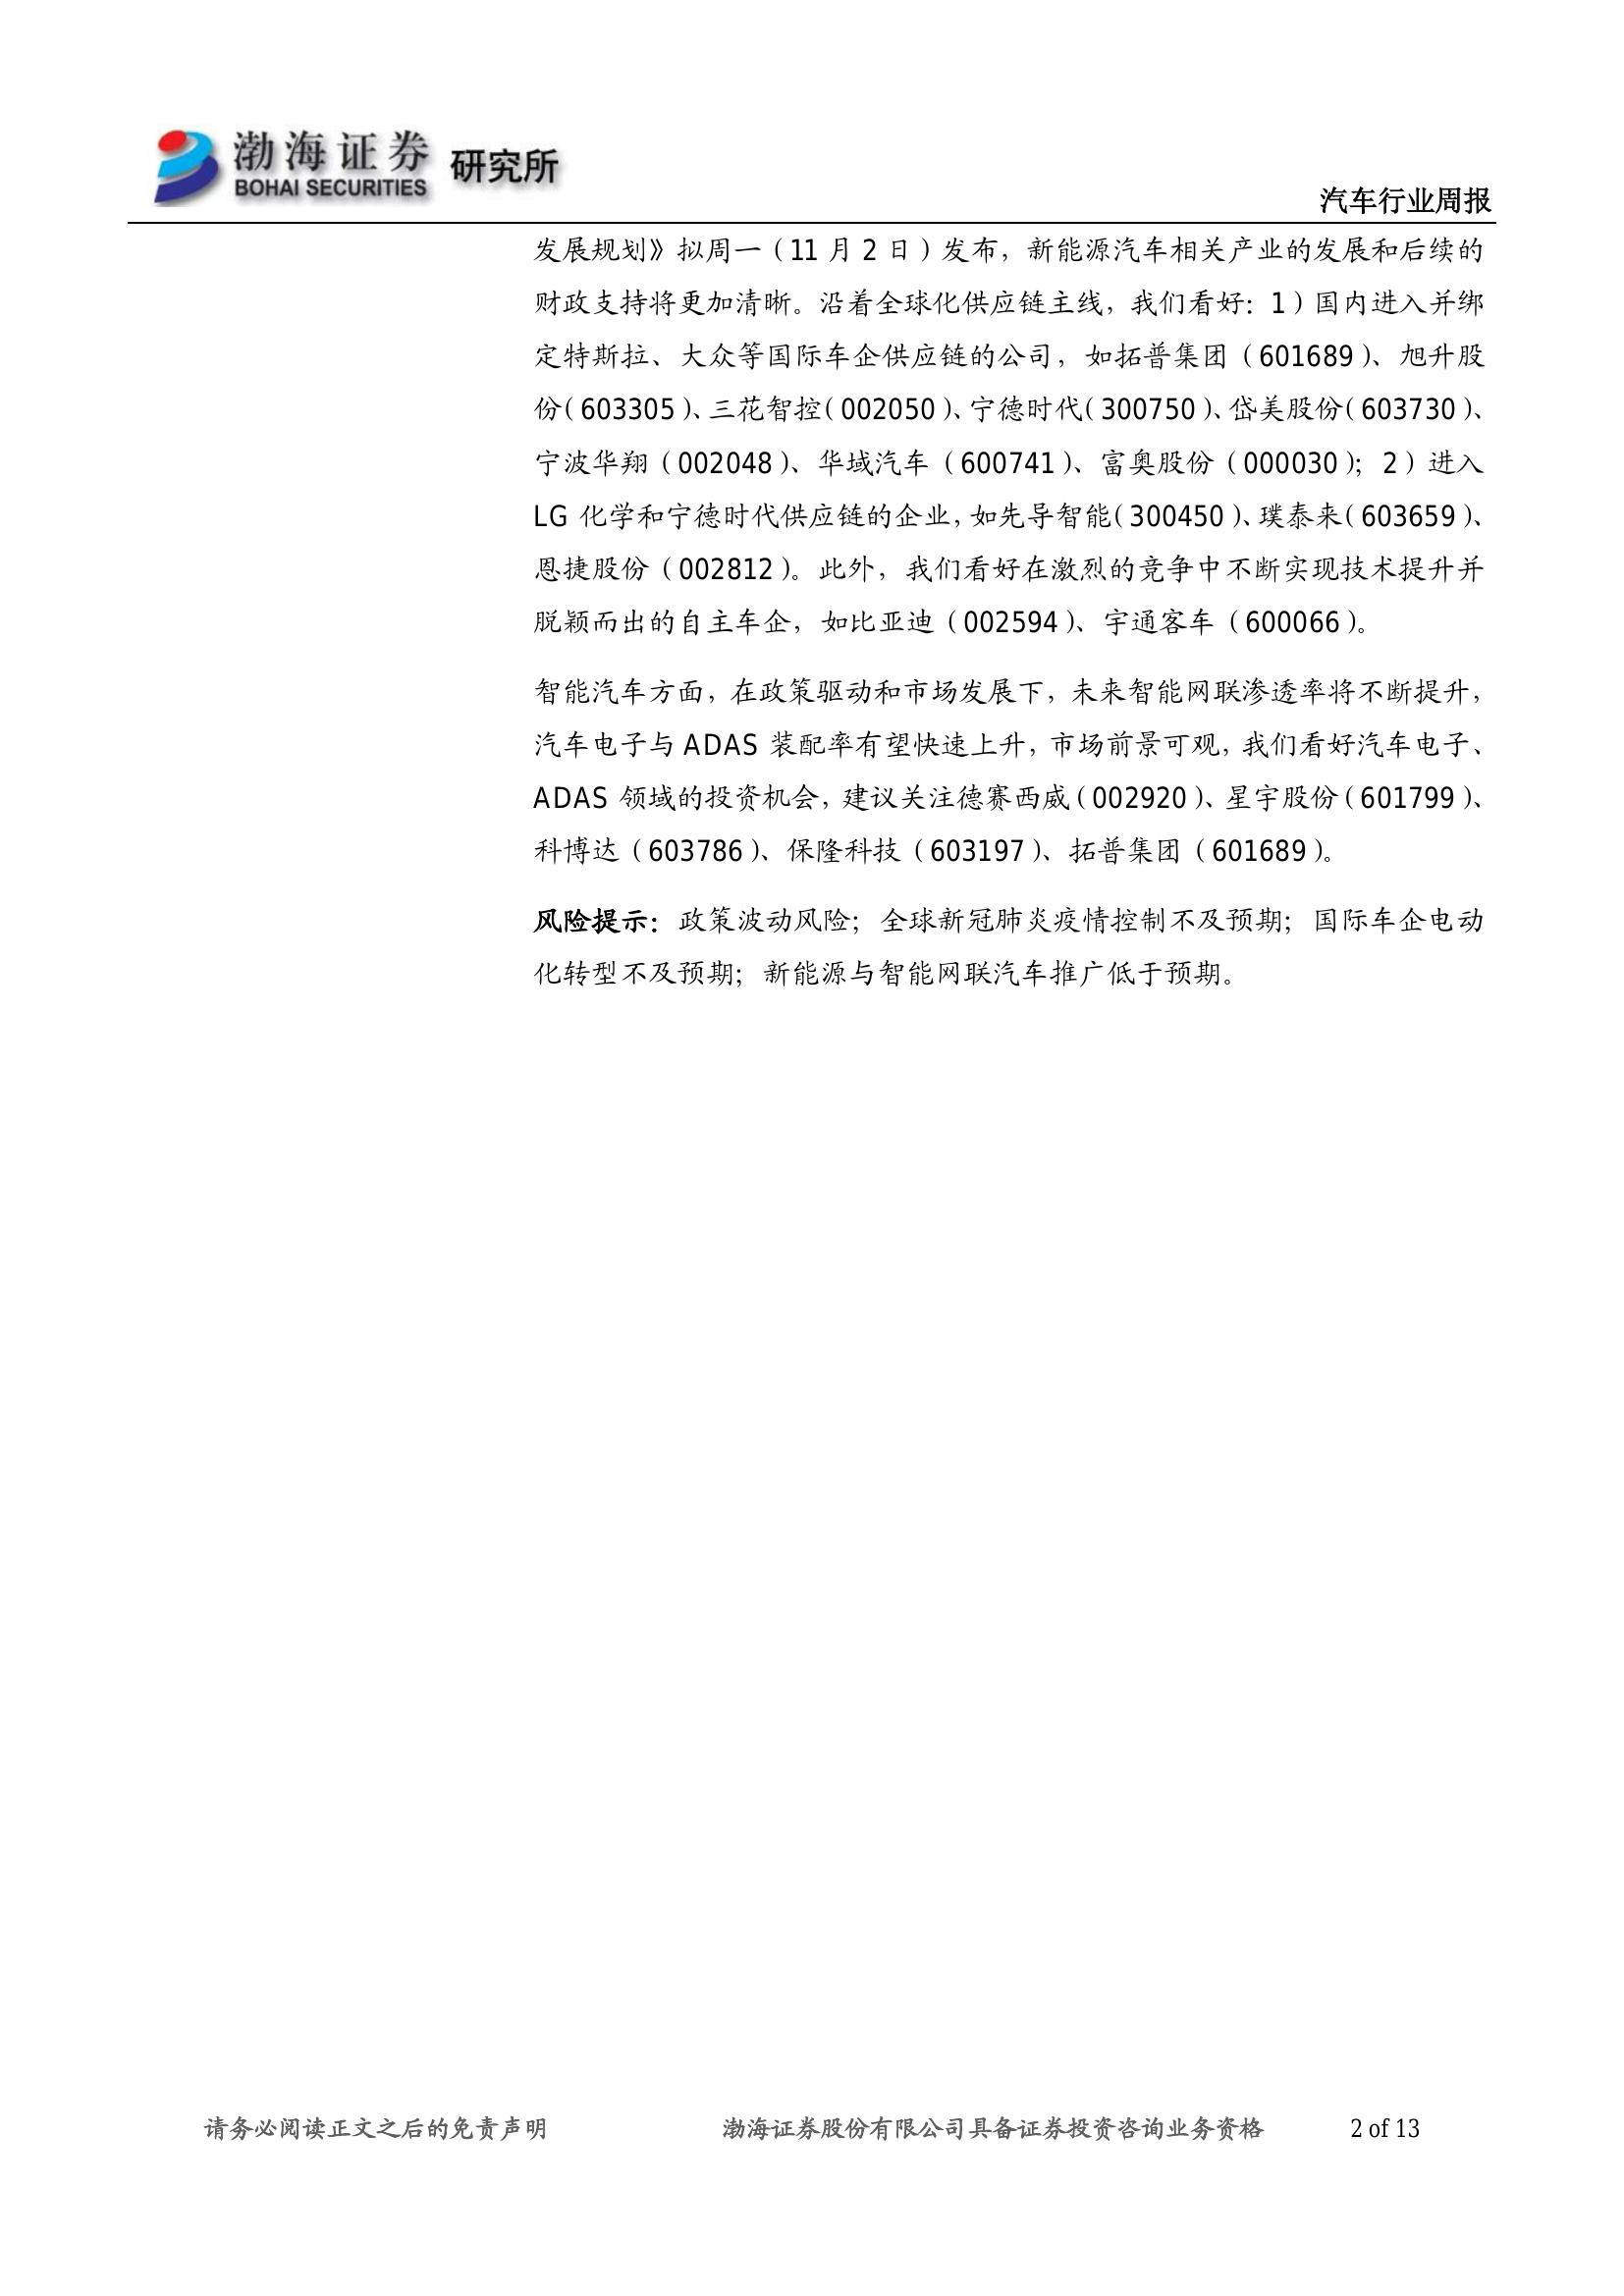 渤海证券 研究所
BOHAI SECURITIES
汽车行业周报
发展规划》拟周一（11 月 2 日）发布，新能源汽车相关产业的发展和后续的
财政支持将更加清晰。沿着全球化供应链主线，我们看好：1）国内进入并绑
定特斯拉、大众等国际车企供应链的公司，如拓普集团（601689）、旭升股
份（603305）、三花智控（002050）、宁德时代（300750）、岱美股份（603730）、
宁波华翔（002048）、华域汽车（600741）、富奥股份（000030）；2）进入
LG 化学和宁德时代供应链的企业，如先导智能（300450）、璞泰来（603659）、
恩捷股份（002812）。此外，我们看好在激烈的竞争中不断实现技术提升并
脱颖而出的自主车企，如比亚迪（002594）、宇通客车（600066）。
智能汽车方面，在政策驱动和市场发展下，未来智能网联渗透率将不断提升，
汽车电子与 ADAS 装配率有望快速上升，市场前景可观，我们看好汽车电子、
ADAS 领域的投资机会，建议关注德赛西威（002920）、星宇股份（601799）、
科博达（603786）、保隆科技（603197）、拓普集团（601689）。
风险提示：政策波动风险；全球新冠肺炎疫情控制不及预期；国际车企电动
化转型不及预期；新能源与智能网联汽车推广低于预期。
请务必阅读正文之后的免责声明 渤海证券股份有限公司具备证券投资咨询业务资格 2 of 13